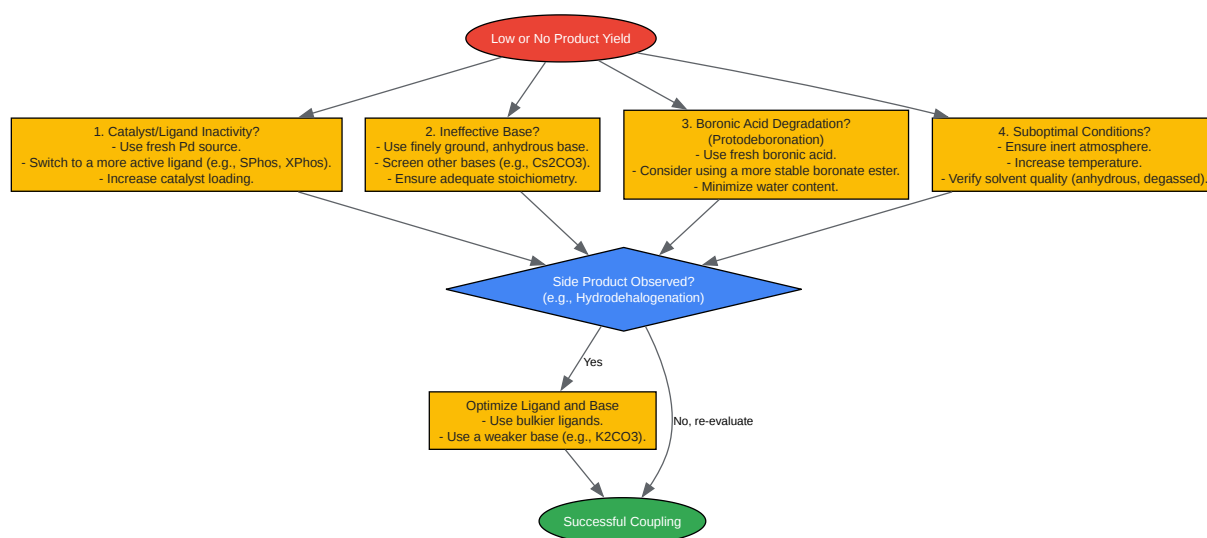 Low or No Product Yield
1. Catalyst/Ligand Inactivity?
- Use fresh Pd source.
- Switch to a more active ligand (e.g., SPhos, XPhos).
- Increase catalyst loading.
2. Ineffective Base?
- Use finely ground, anhydrous base.
- Screen other bases (e.g., Cs2CO3).
- Ensure adequate stoichiometry.
3. Boronic Acid Degradation?
(Protodeboronation)
- Use fresh boronic acid.
- Consider using a more stable boronate ester.
- Minimize water content.
4. Suboptimal Conditions?
- Ensure inert atmosphere.
- Increase temperature.
- Verify solvent quality (anhydrous, degassed).
Side Product Observed?
(e.g., Hydrodehalogenation)
Yes
Optimize Ligand and Base
- Use bulkier ligands.
- Use a weaker base (e.g., K2CO3).
No, re-evaluate
Successful Coupling